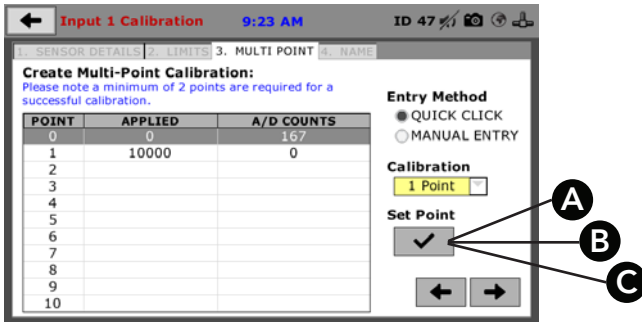 Input 1 Calibration 9:23 AM ID 47
1. SENSOR DETAILS 2. LIMITS 3. MULTI POINT 4. NAME
Create Multi-Point Calibration:
Please note a minimum of 2 points are required for a
successful calibration.
POINT APPLIED A/D COUNTS
0 0 167
1 10000 0
2
3
4
5
6
7
8
9
10
Entry Method
QUICK CLICK
MANUAL ENTRY
Calibration
1 Point
Set Point
A
B
C